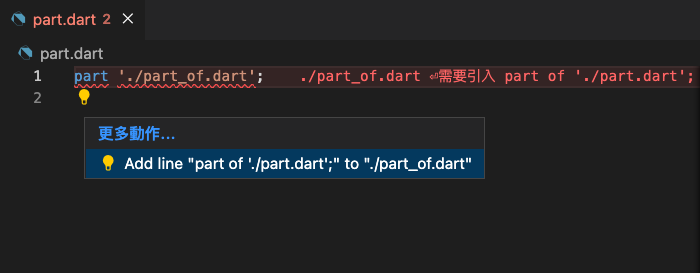 part.dart 2 ×
part.dart
1 part './part_of.dart'; ./part_of.dart ⏎需要引入 part of './part.dart';
2
更多動作...
Add line "part of './part.dart';" to "./part_of.dart"